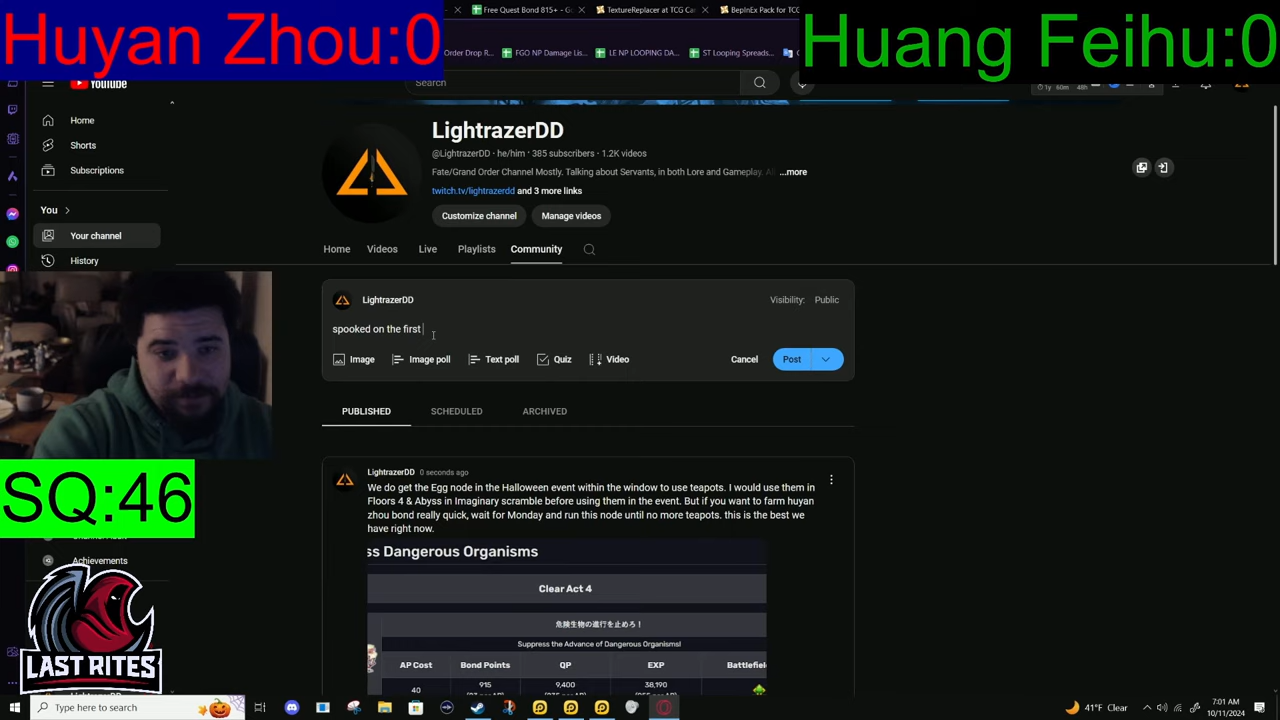 Huyan Zhou:0
Huang Feihu:0
Free Quest Bond 815+ - Go
TextureReplacer at TCG Car
BepInEx Pack for TCG
Order Drop R...
FGO NP Damage Lis...
LE NP LOOPING DA...
ST Looping Spreads...
YouTube
Search
1y 60m 48h
Home
Shorts
Subscriptions
You
Your channel
History
LightrazerDD
@LightrazerDD · he/him · 385 subscribers · 1.2K videos
Fate/Grand Order Channel Mostly. Talking about Servants, in both Lore and Gameplay. A ...more
twitch.tv/lightrazerdd and 3 more links
Customize channel
Manage videos
Home
Videos
Live
Playlists
Community
LightrazerDD
Visibility: Public
spooked on the first
Image
Image poll
Text poll
Quiz
Video
Cancel
Post
PUBLISHED
SCHEDULED
ARCHIVED
LightrazerDD 0 seconds ago
We do get the Egg node in the Halloween event within the window to use teapots. I would use them in
Floors 4 & Abyss in Imaginary scramble before using them in the event. But if you want to farm huyan
zhou bond really quick, wait for Monday and run this node until no more teapots. this is the best we
have right now.
ss Dangerous Organisms
Clear Act 4
危険生物の進行を止めろ！
Suppress the Advance of Dangerous Organisms!
AP Cost
Bond Points
QP
EXP
Battlefield
40
915
9,400
38,190
SQ:46
Achievements
LAST RITES
Type here to search
41°F Clear
7:01 AM
10/11/2024